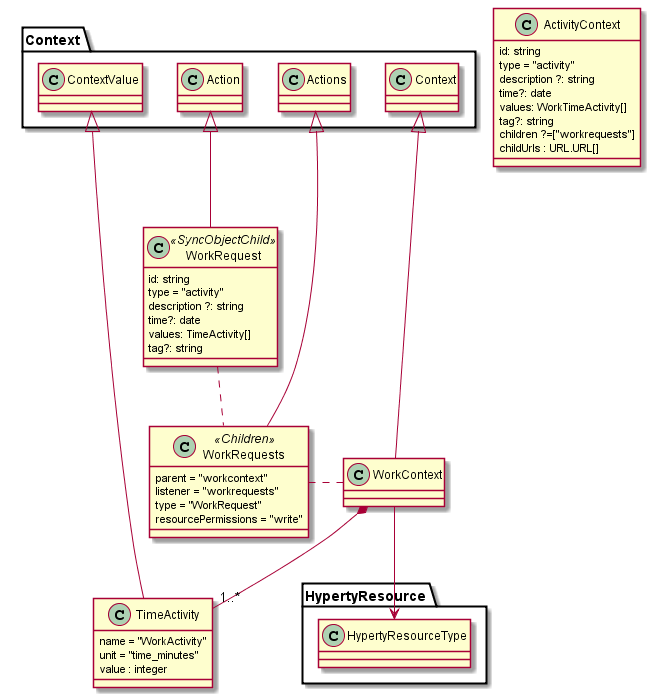 Context
C ContextValue
C Action
C Actions
C Context
C ActivityContext
id: string
type = "activity"
description ?: string
time?: date
values: WorkTimeActivity[]
tag?: string
children ?=["workrequests"]
childUrls : URL.URL[]
C «SyncObjectChild»
WorkRequest
id: string
type = "activity"
description ?: string
time?: date
values: TimeActivity[]
tag?: string
C «Children»
WorkRequests
parent = "workcontext"
listener = "workrequests"
type = "WorkRequest"
resourcePermissions = "write"
C WorkContext
1..*
C TimeActivity
name = "WorkActivity"
unit = "time_minutes"
value : integer
HypertyResource
C HypertyResourceType